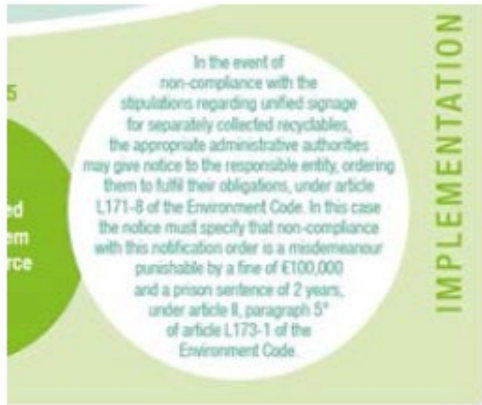 In the event of
non-compliance with the
stipulations regarding unified signage
for separately collected recyclables,
the appropriate administrative authorities
may give notice to the responsible entity, ordering
them to fulfil their obligations, under article
L171-8 of the Environment Code. In this case
the notice must specify that non-compliance
with this notification order is a misdemeanour
punishable by a fine of €100,000
and a prison sentence of 2 years,
under article II, paragraph 5°
of article L173-1 of the
Environment Code.
IMPLEMENTATION
5
ed
em
rce